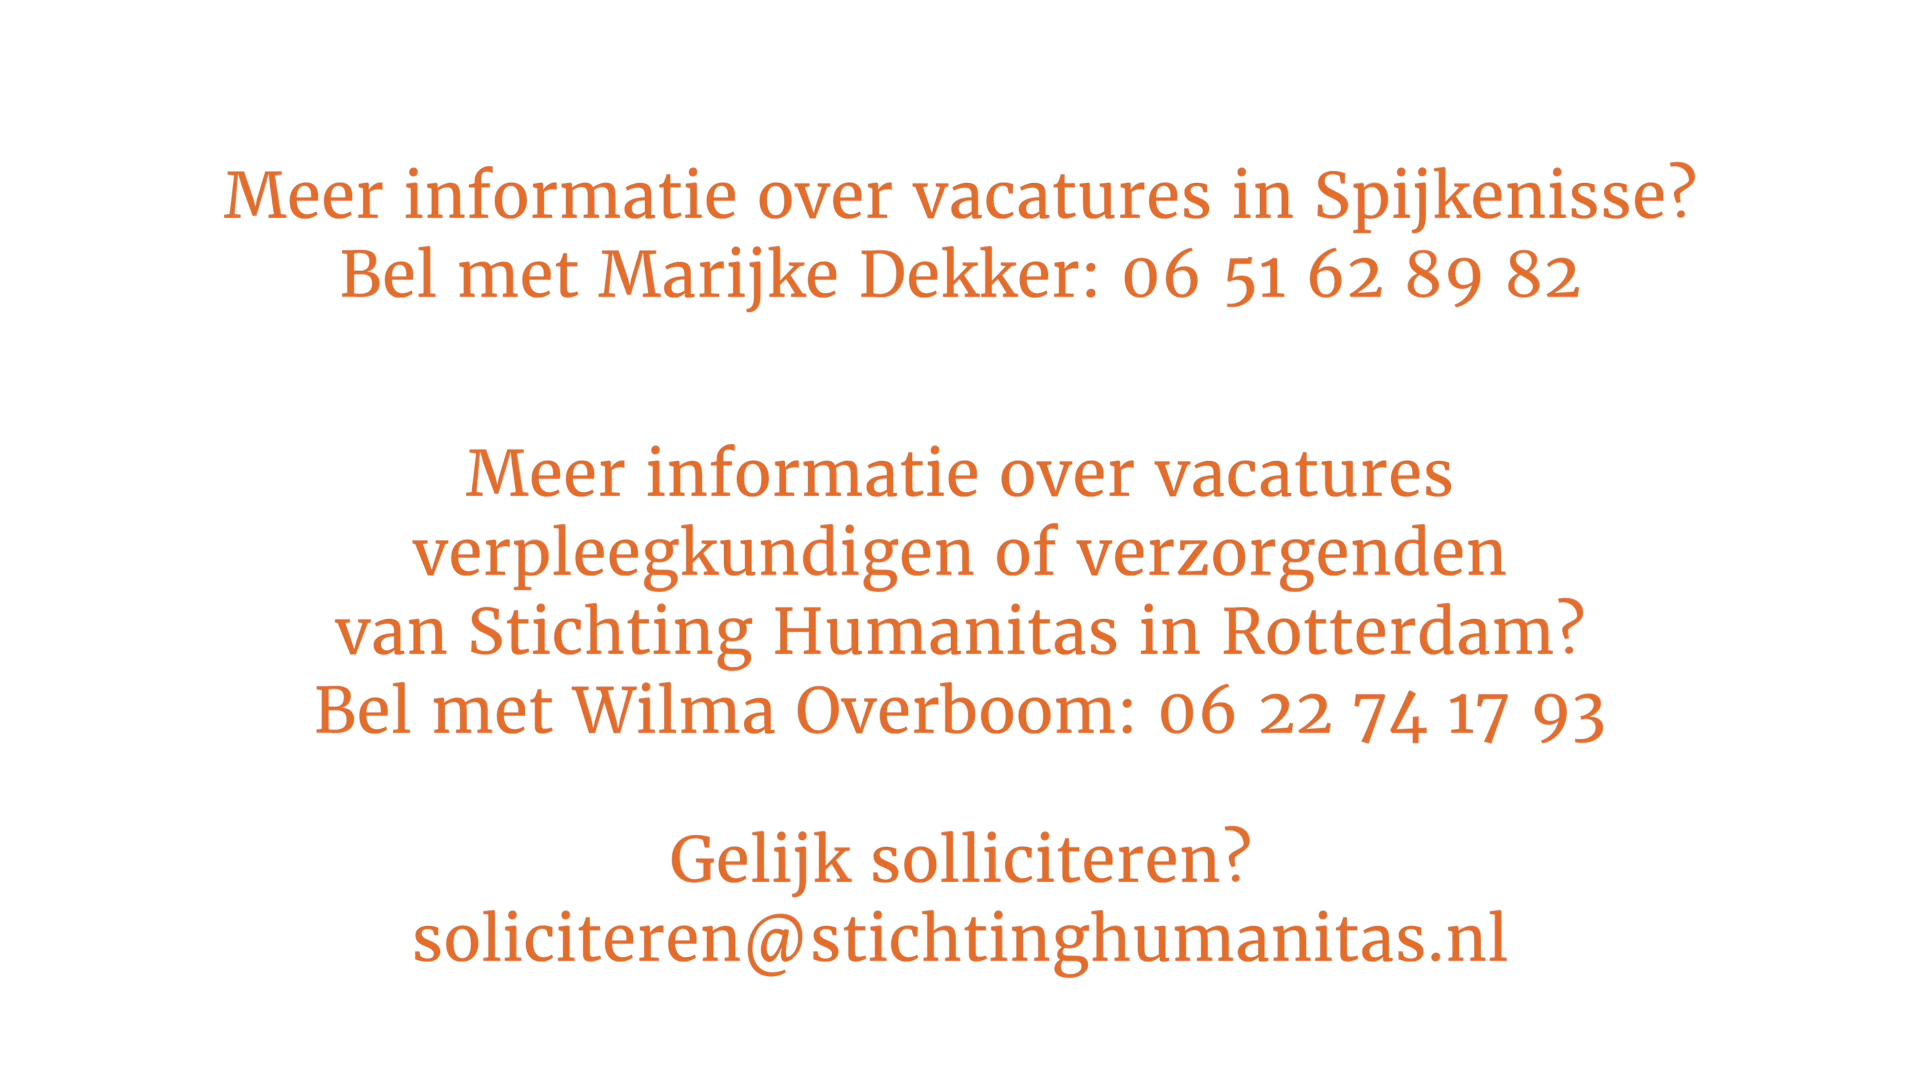 Meer informatie over vacatures in Spijkenisse?
Bel met Marijke Dekker: 06 51 62 89 82
Meer informatie over vacatures
verpleegkundigen of verzorgenden
van Stichting Humanitas in Rotterdam?
Bel met Wilma Overboom: 06 22 74 17 93
Gelijk solliciteren?
soliciteren@stichtinghumanitas.nl